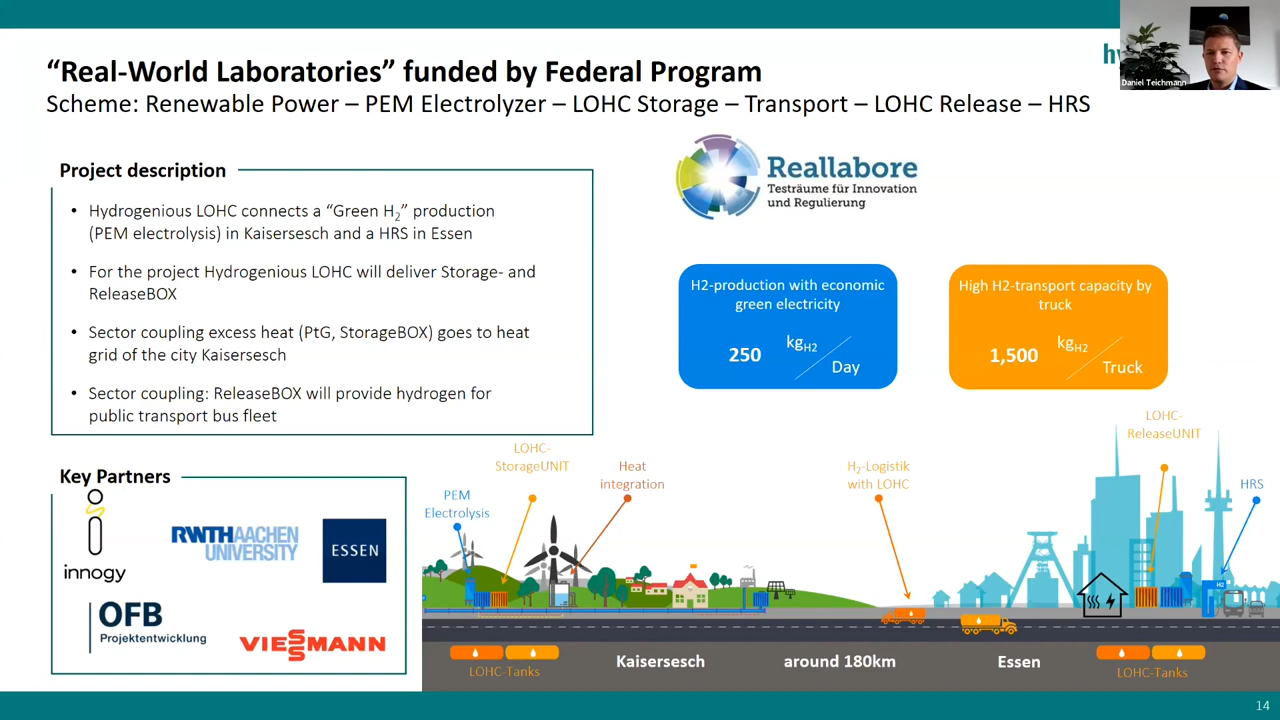 “Real-World Laboratories” funded by Federal Program
Scheme: Renewable Power – PEM Electrolyzer – LOHC Storage – Transport – LOHC Release – HRS
hy
Daniel Teichmann
Project description
• Hydrogenious LOHC connects a “Green H2” production
(PEM electrolysis) in Kaisersesch and a HRS in Essen
• For the project Hydrogenious LOHC will deliver Storage- and
ReleaseBOX
• Sector coupling excess heat (PtG, StorageBOX) goes to heat
grid of the city Kaisersesch
• Sector coupling: ReleaseBOX will provide hydrogen for
public transport bus fleet
Reallabore
Testräume für Innovation
und Regulierung
H2-production with economic
green electricity
250 kgH2 / Day
High H2-transport capacity by
truck
1,500 kgH2 / Truck
Key Partners
innogy
RWTHAACHEN
UNIVERSITY
ESSEN
OFB
Projektentwicklung
VIESSMANN
PEM
Electrolysis
LOHC-
StorageUNIT
Heat
integration
H2-Logistik
with LOHC
LOHC-
ReleaseUNIT
HRS
H2
LOHC-Tanks
Kaisersesch
around 180km
Essen
LOHC-Tanks
14